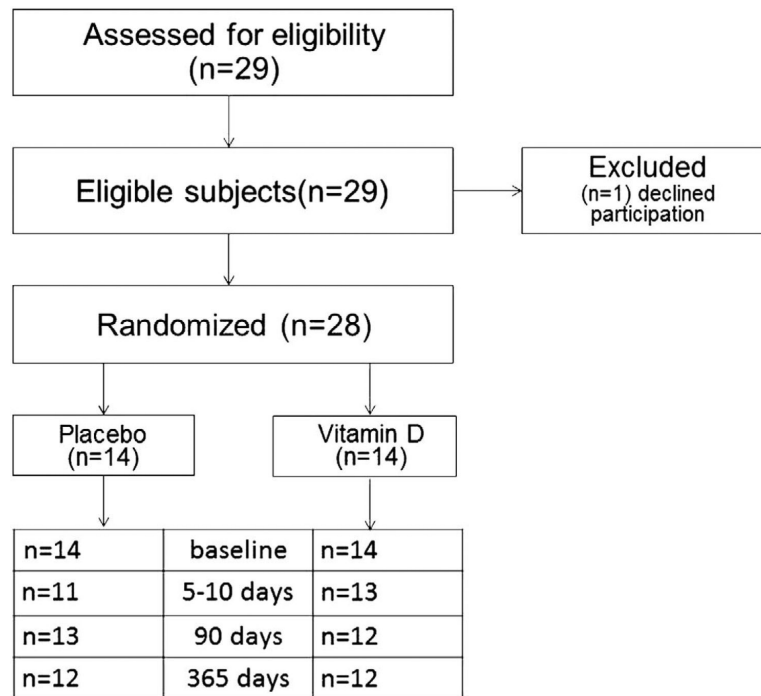 Assessed for eligibility
(n=29)
Eligible subjects(n=29)
Excluded
(n=1) declined
participation
Randomized (n=28)
Placebo
(n=14)
Vitamin D
(n=14)
n=14 baseline n=14
n=11 5-10 days n=13
n=13 90 days n=12
n=12 365 days n=12